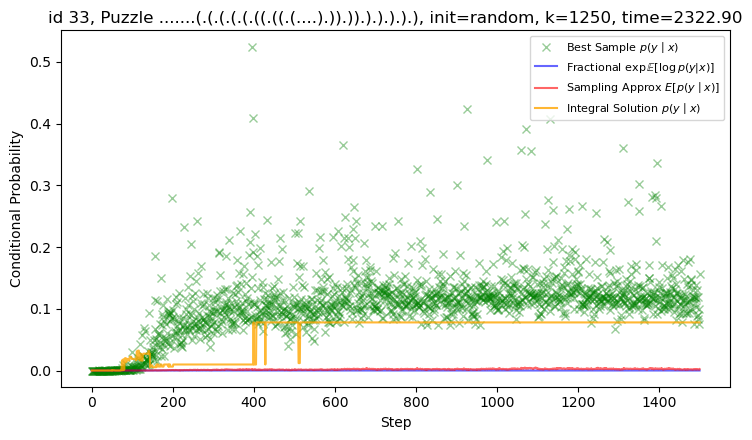 id 33, Puzzle .......(.(.(.(.(.((.((.(....).)).)).).).).).), init=random, k=1250, time=2322.90
Best Sample p(y | x)
Fractional exp𝔼[log p(y|x)]
Sampling Approx E[p(y | x)]
Integral Solution p(y | x)
Conditional Probability
0.5
0.4
0.3
0.2
0.1
0.0
0
200
400
600
800
1000
1200
1400
Step